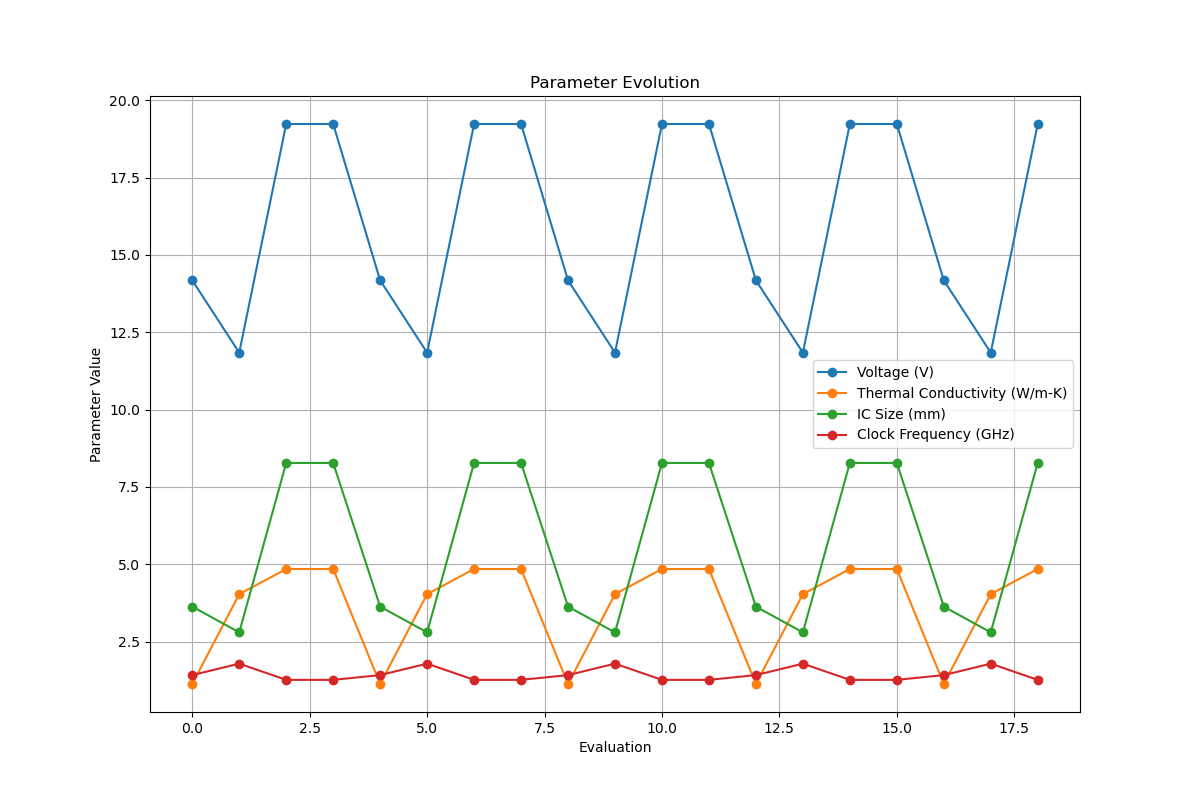 Parameter Evolution
20.0
17.5
15.0
12.5
10.0
7.5
5.0
2.5
Parameter Value
Voltage (V)
Thermal Conductivity (W/m-K)
IC Size (mm)
Clock Frequency (GHz)
0.0 2.5 5.0 7.5 10.0 12.5 15.0 17.5
Evaluation